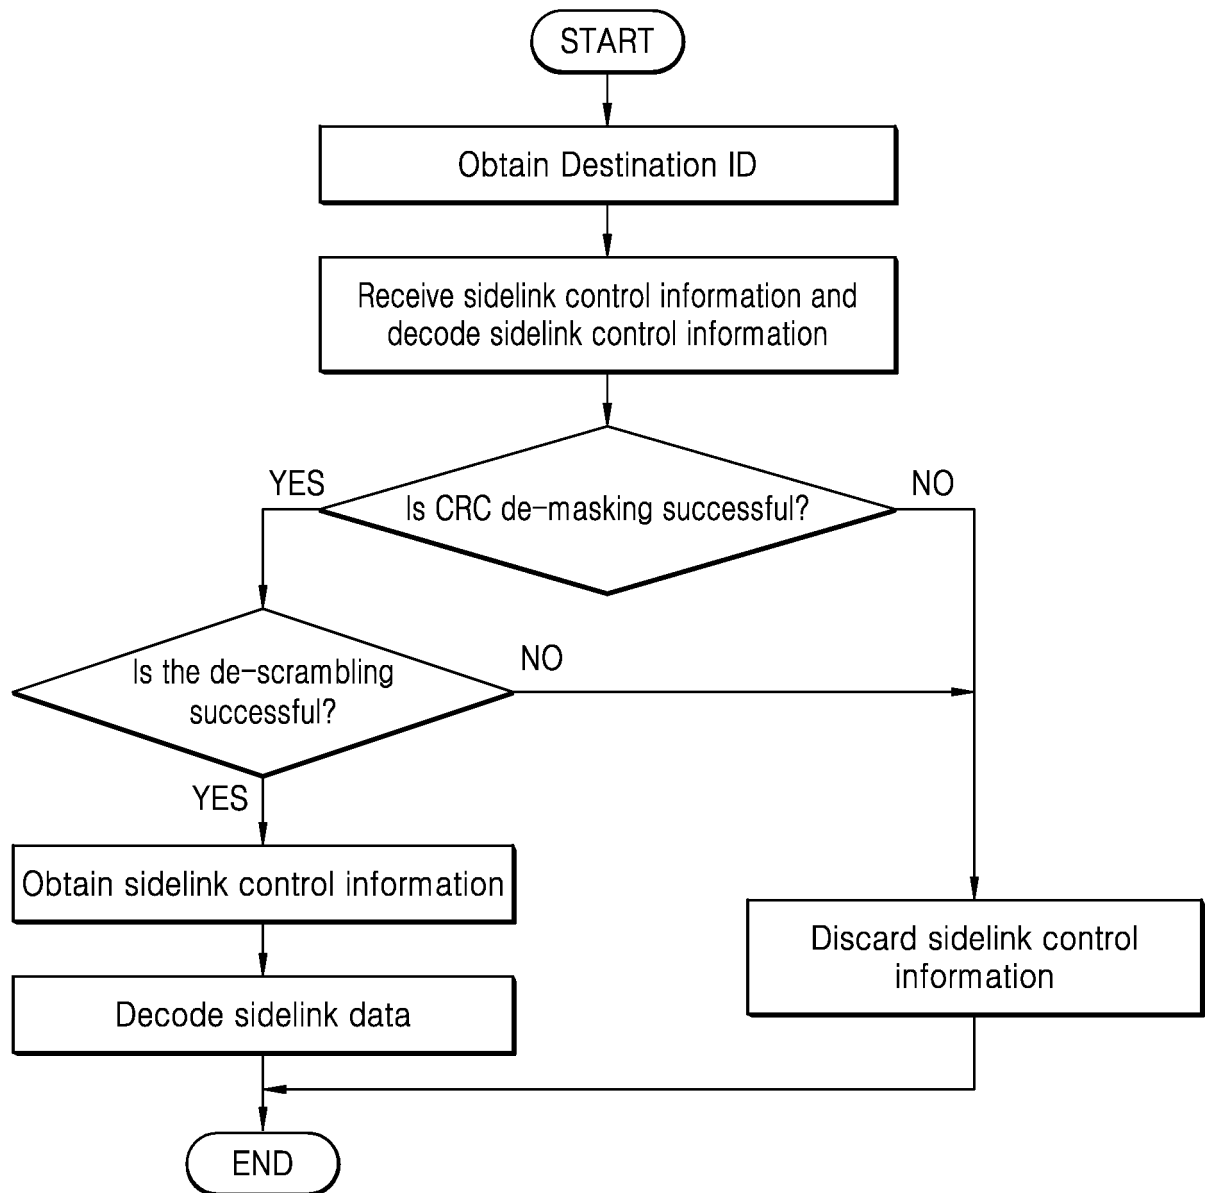 START
Obtain Destination ID
Receive sidelink control information and
decode sidelink control information
YES
Is CRC de-masking successful?
NO
Is the de-scrambling
successful?
NO
YES
Obtain sidelink control information
Decode sidelink data
Discard sidelink control
information
END